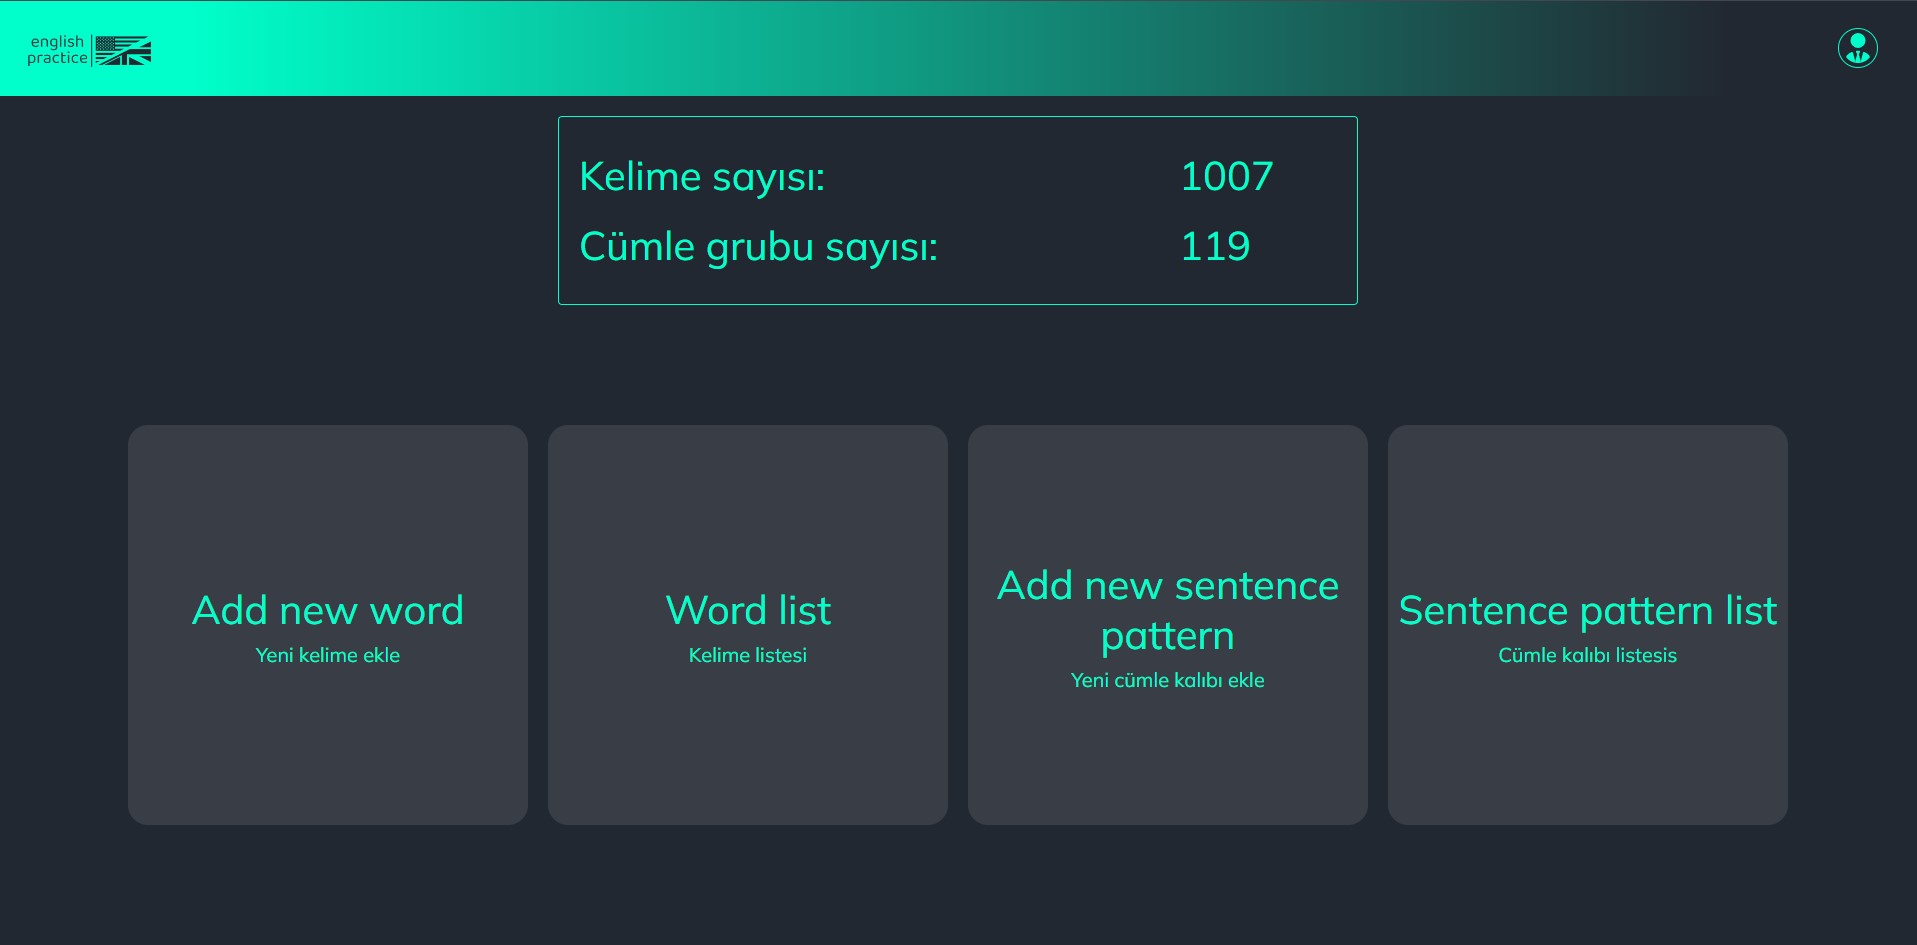 english
practice
Kelime sayısı: 1007
Cümle grubu sayısı: 119
Add new word
Yeni kelime ekle
Word list
Kelime listesi
Add new sentence
pattern
Yeni cümle kalıbı ekle
Sentence pattern list
Cümle kalıbı listesis